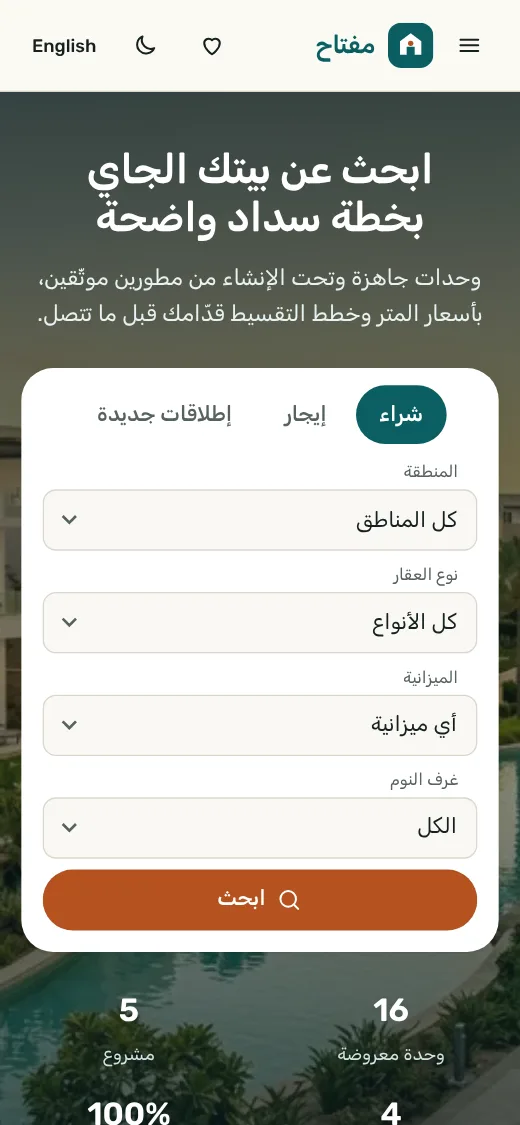 مفتاح
English
ابحث عن بيتك الجاي
بخطة سداد واضحة
وحدات جاهزة وتحت الإنشاء من مطورين موثّقين،
بأسعار المتر وخطط التقسيط قدّامك قبل ما تتصل.
شراء
إيجار
إطلاقات جديدة
المنطقة
كل المناطق
نوع العقار
كل الأنواع
الميزانية
أي ميزانية
غرف النوم
الكل
ابحث
16
وحدة معروضة
5
مشروع
4
100%